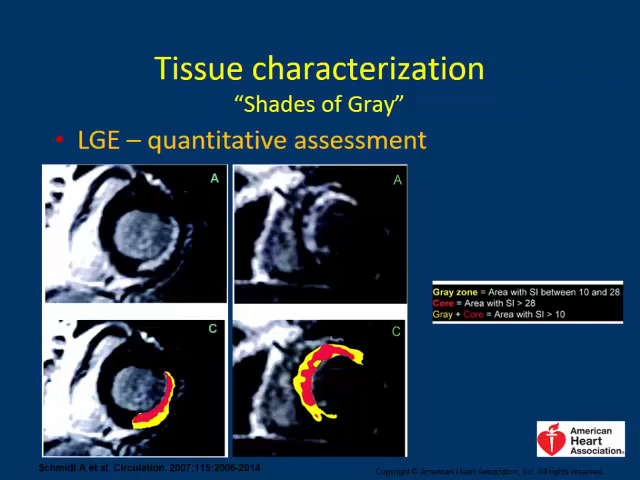 Tissue characterization
“Shades of Gray”
• LGE – quantitative assessment
A
A
Gray zone = Area with SI between 10 and 28
Core = Area with SI > 28
Gray + Core = Area with SI > 10
C
C
American
Heart
Association®
Schmidt A et al. Circulation. 2007;115:2006-2014
Copyright © American Heart Association, Inc. All rights reserved.